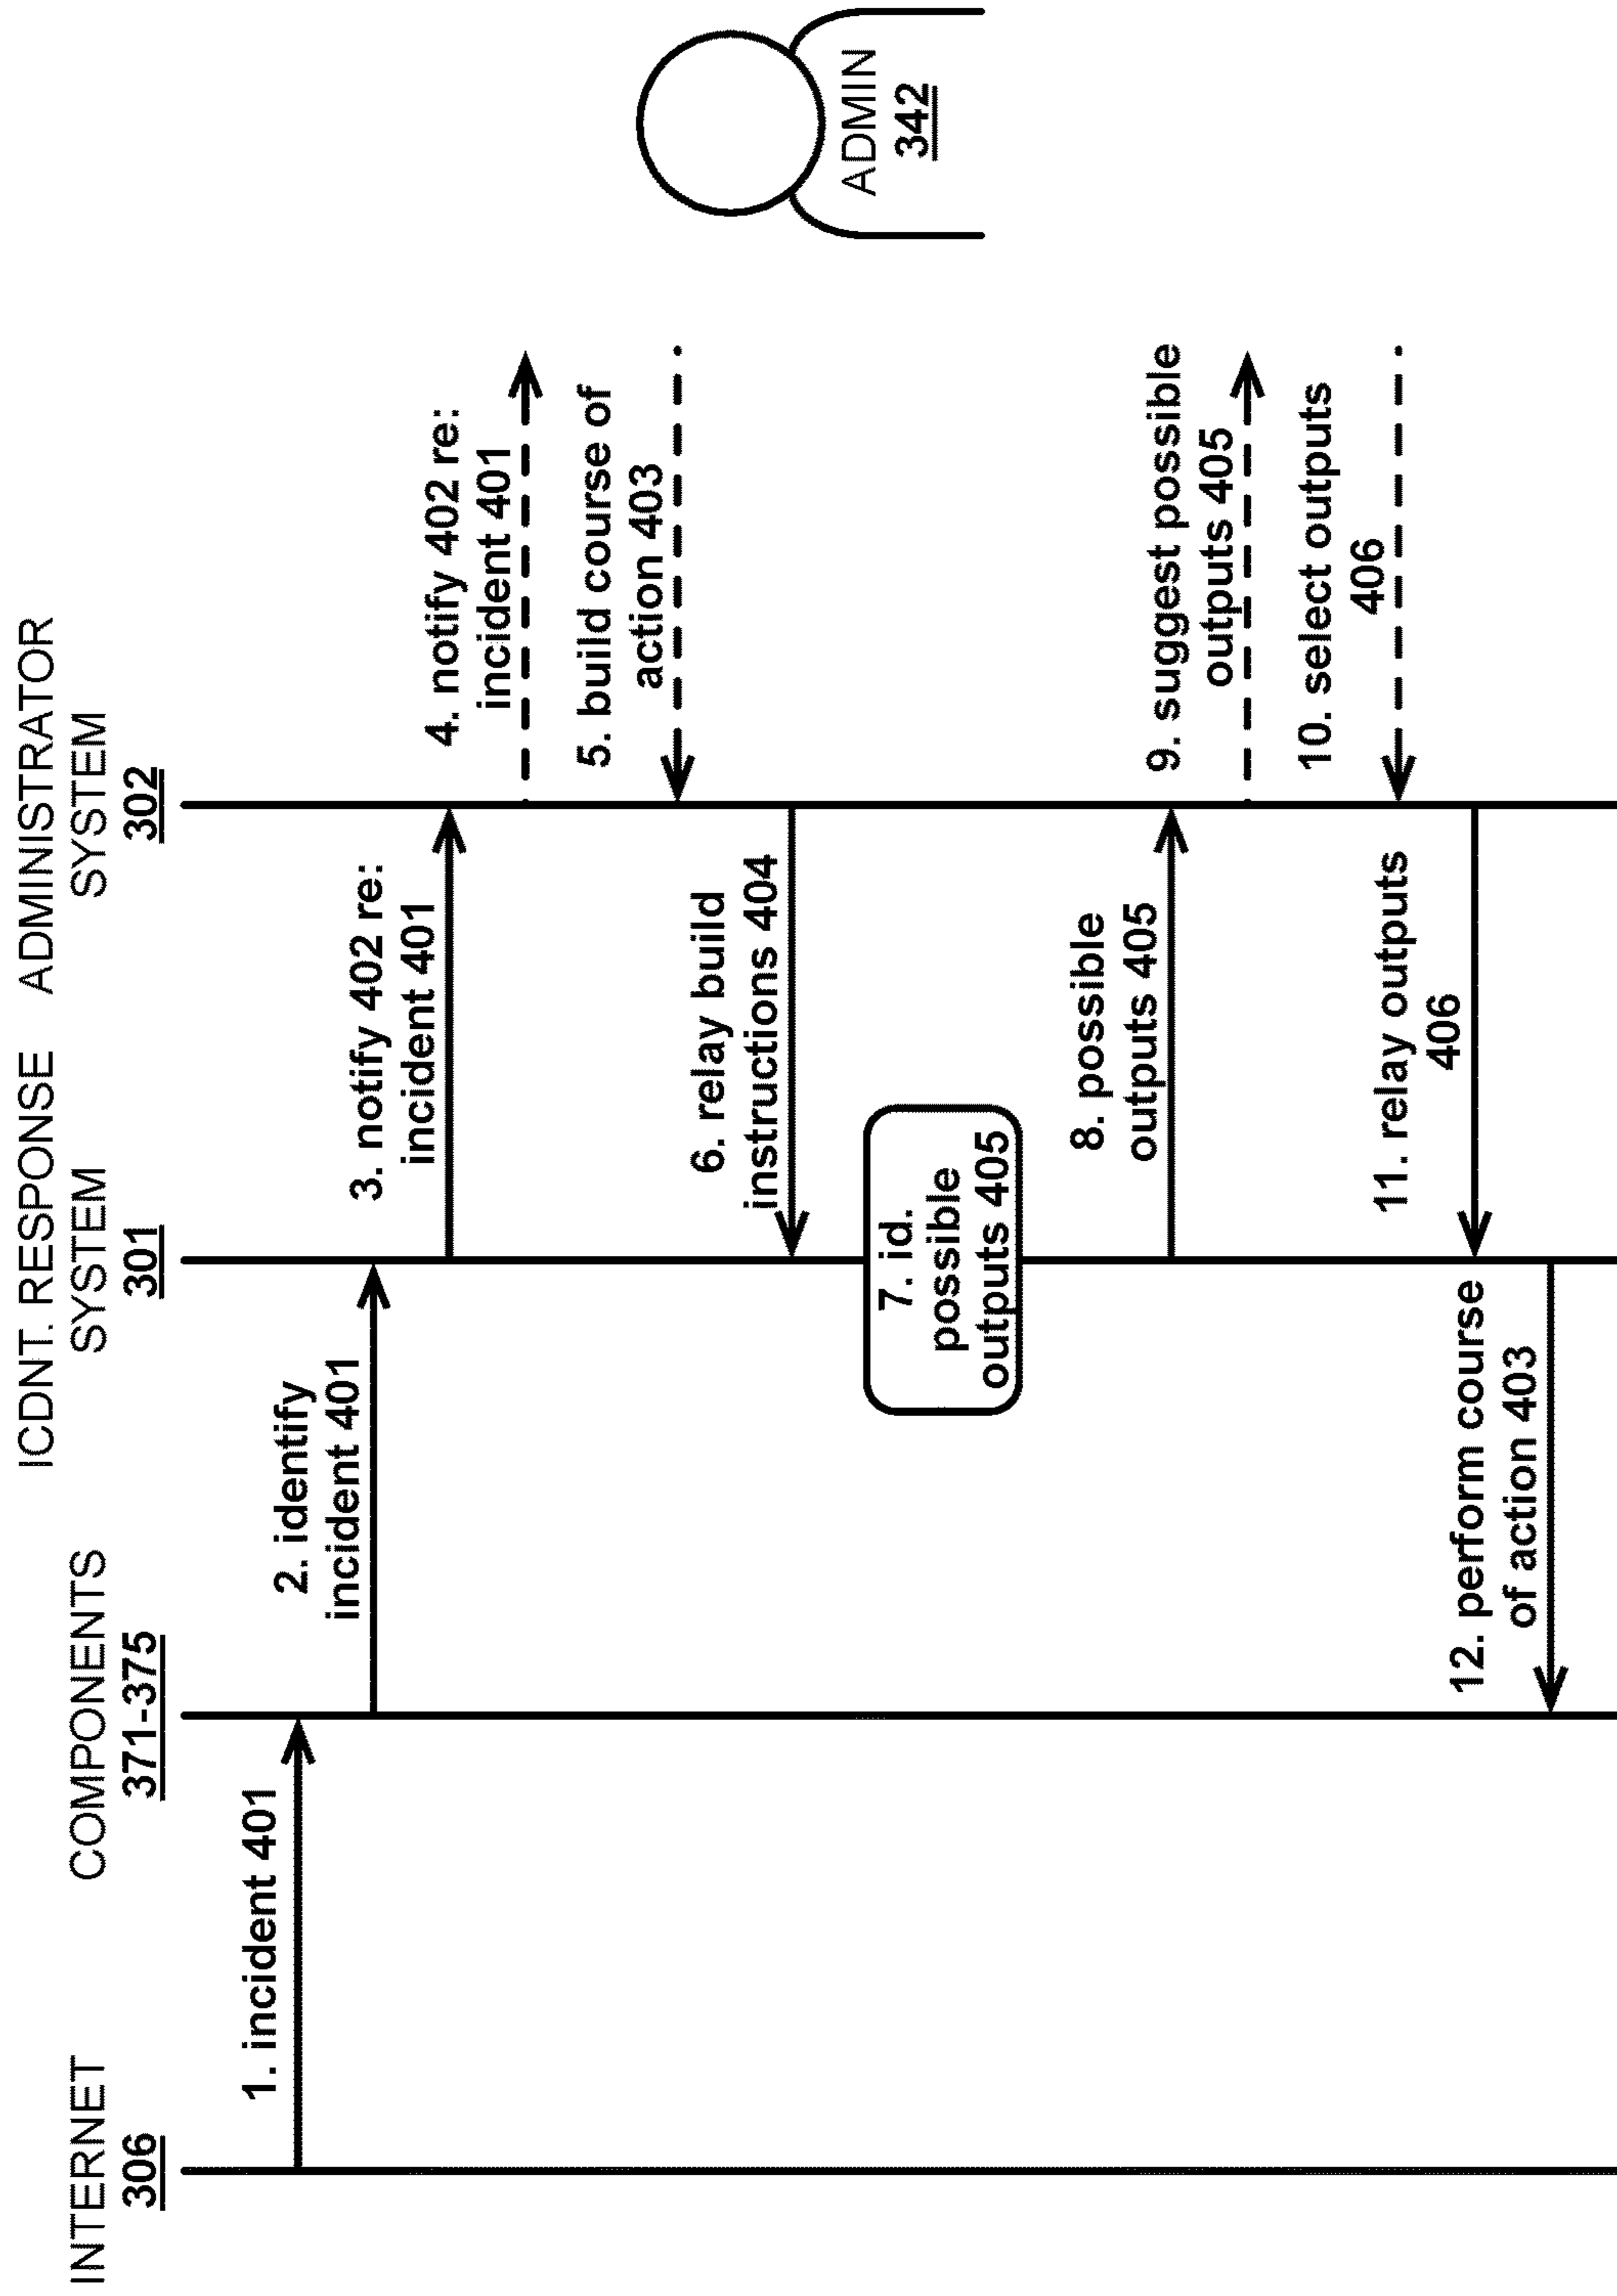 INTERNET
306
COMPONENTS
371-375
ICDNT. RESPONSE
SYSTEM
301
ADMINISTRATOR
SYSTEM
302
1. incident 401
2. identify
incident 401
3. notify 402 re:
incident 401
4. notify 402 re:
incident 401
5. build course of
action 403
6. relay build
instructions 404
7. id.
possible
outputs 405
8. possible
outputs 405
9. suggest possible
outputs 405
10. select outputs
406
11. relay outputs
406
12. perform course
of action 403
ADMIN
342